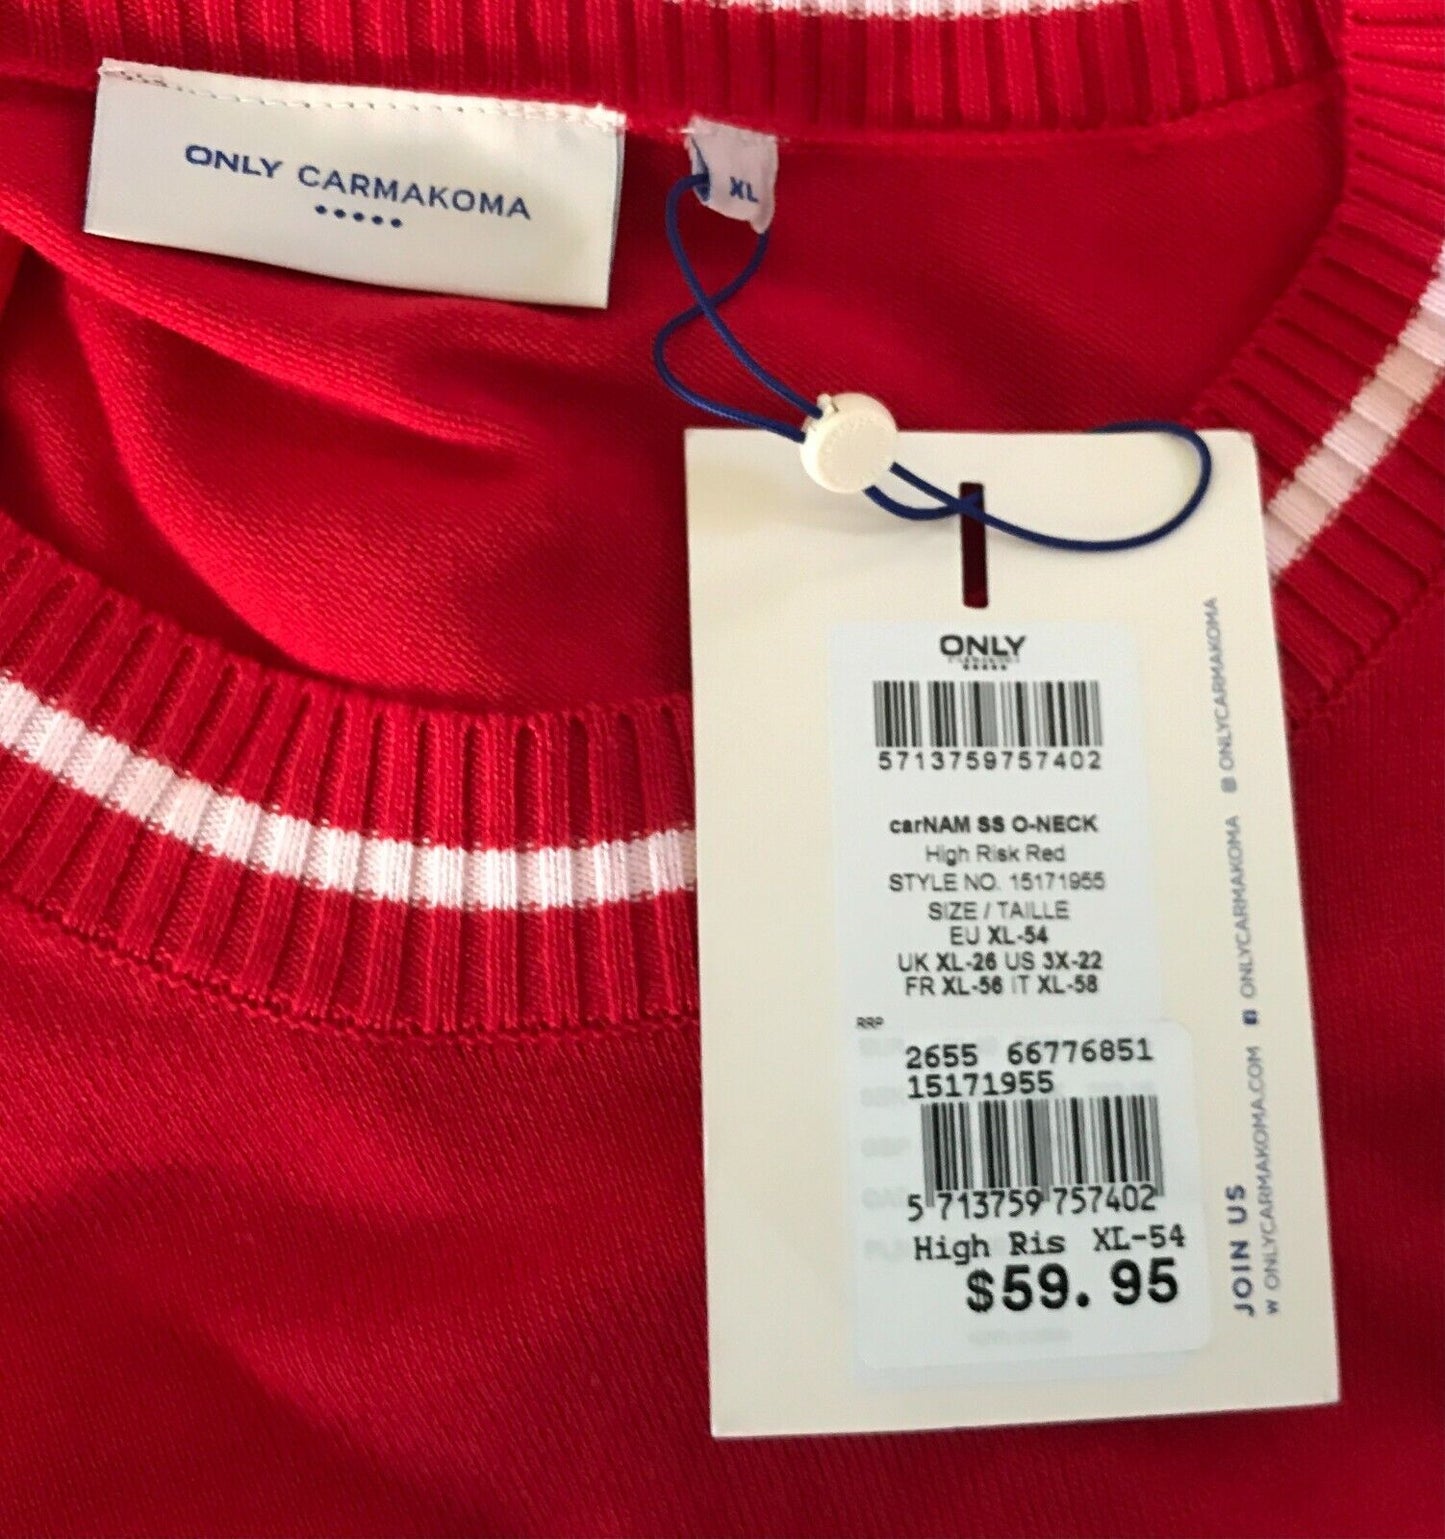 ONLY CARMAKOMA
XL
ONLY
5713759757402
carNAM SS O-NECK
High Risk Red
STYLE NO. 15171955
SIZE / TAILLE
EU XL-54
UK XL-26 US 3X-22
FR XL-56 IT XL-58
RRP
2655 66776851
15171955
5 713759 757402
High Ris XL-54
$59.95
JOIN US
W ONLYCARMAKOMA.COM ONLYCARMAKOMA ONLYCARMAKOMA